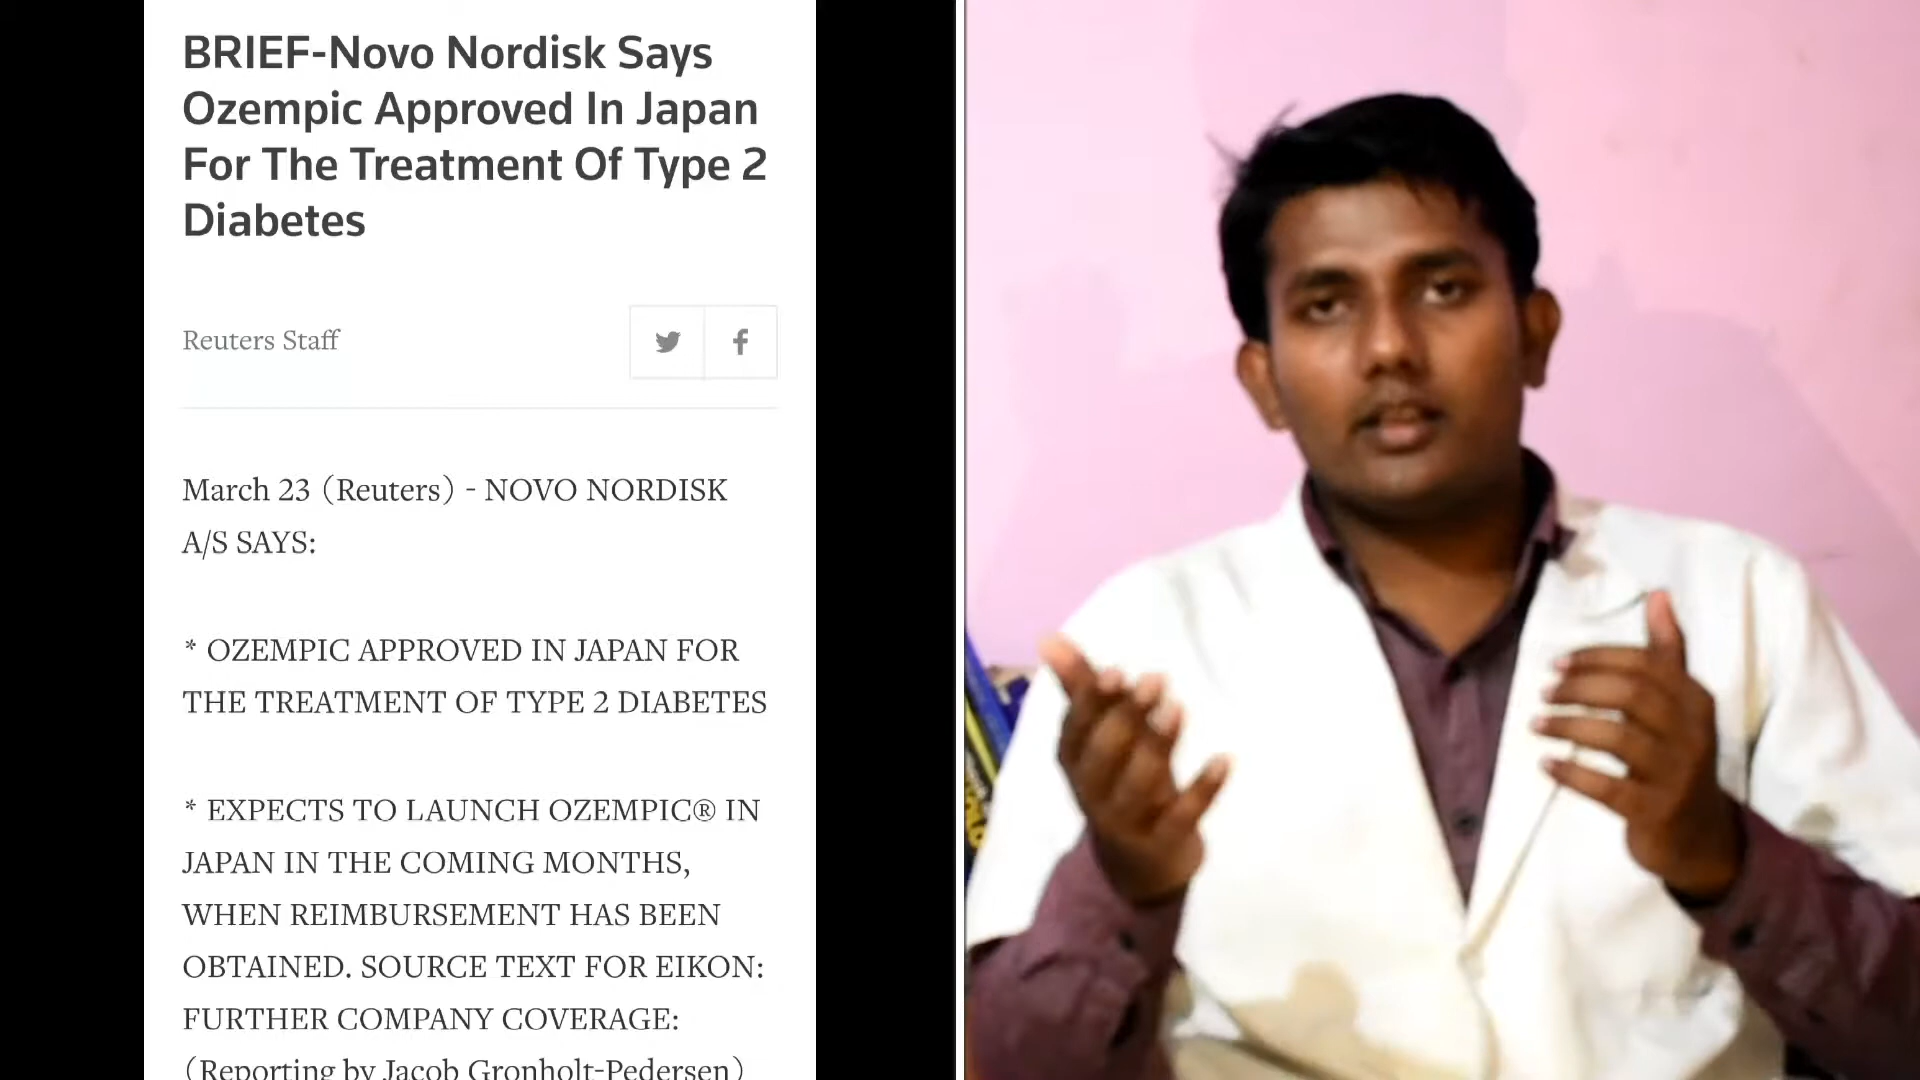 BRIEF-Novo Nordisk Says
Ozempic Approved In Japan
For The Treatment Of Type 2
Diabetes
Reuters Staff
March 23 (Reuters) - NOVO NORDISK
A/S SAYS:
* OZEMPIC APPROVED IN JAPAN FOR
THE TREATMENT OF TYPE 2 DIABETES
* EXPECTS TO LAUNCH OZEMPIC® IN
JAPAN IN THE COMING MONTHS,
WHEN REIMBURSEMENT HAS BEEN
OBTAINED. SOURCE TEXT FOR EIKON:
FURTHER COMPANY COVERAGE:
(Reporting by Jacob Gronholt-Pedersen)